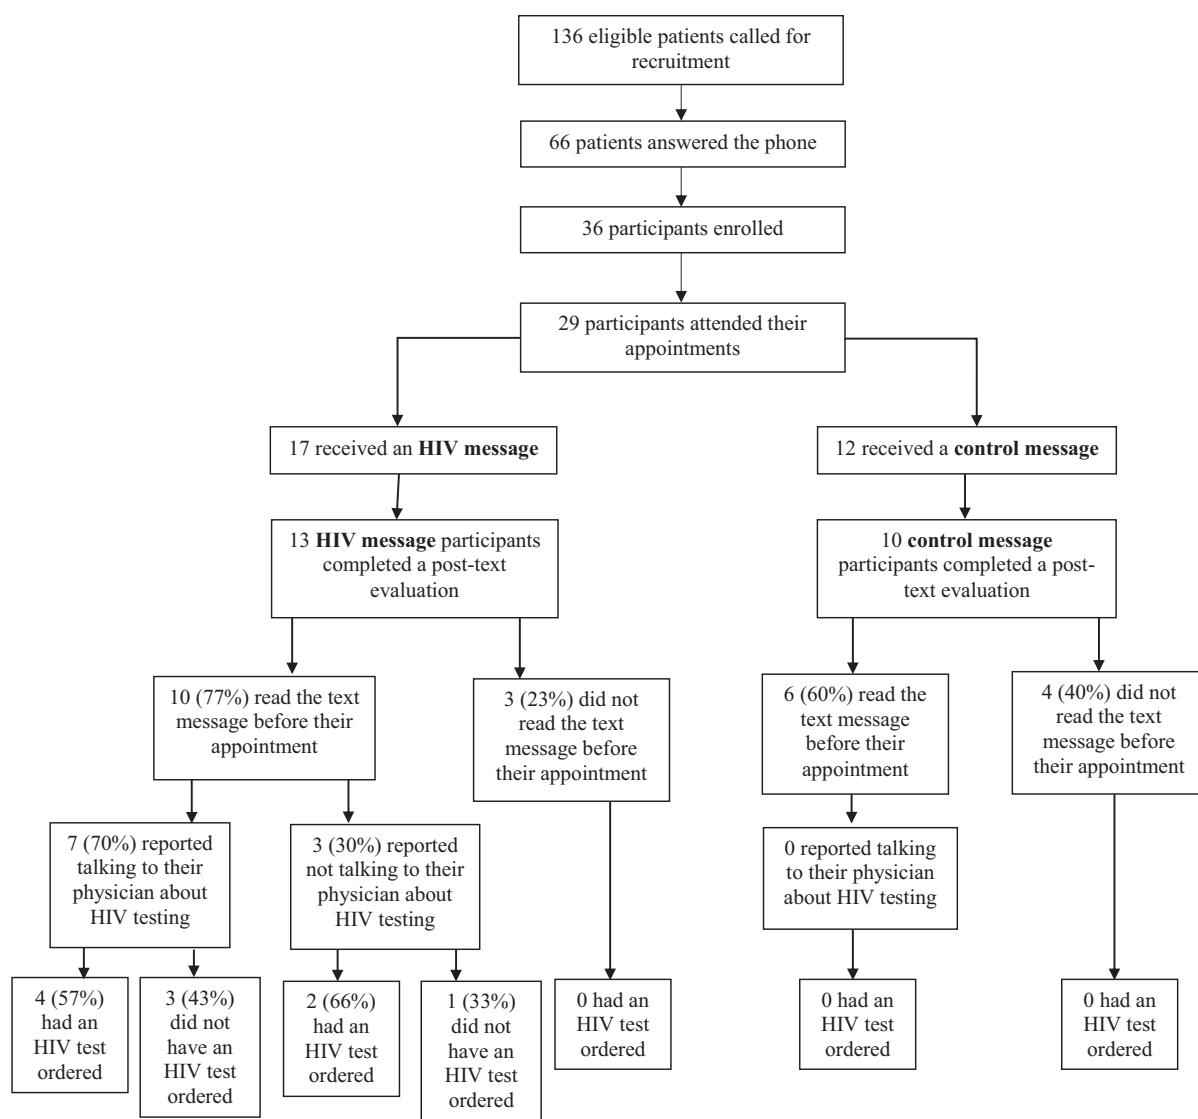 136 eligible patients called for
recruitment
66 patients answered the phone
36 participants enrolled
29 participants attended their
appointments
17 received an HIV message
12 received a control message
13 HIV message participants
completed a post-text
evaluation
10 control message
participants completed a post-
text evaluation
10 (77%) read the text
message before their
appointment
3 (23%) did not
read the text
message before
their appointment
6 (60%) read the
text message
before their
appointment
4 (40%) did not
read the text
message before
their appointment
7 (70%) reported
talking to their
physician about
HIV testing
3 (30%) reported
not talking to their
physician about
HIV testing
0 reported talking
to their physician
about HIV testing
4 (57%)
had an
HIV test
ordered
3 (43%)
did not
have an
HIV test
ordered
2 (66%)
had an
HIV test
ordered
1 (33%)
did not
have an
HIV test
ordered
0 had an
HIV test
ordered
0 had an
HIV test
ordered
0 had an
HIV test
ordered